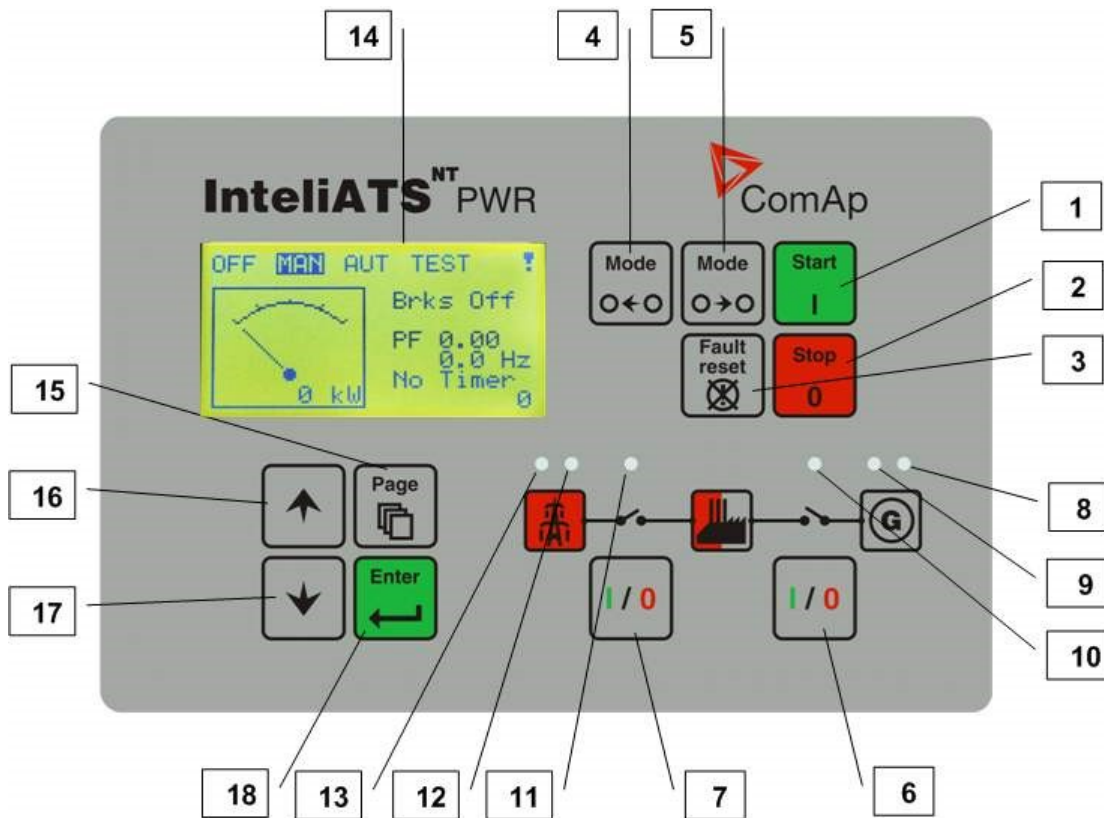 14
4
5
InteliATS NT PWR
ComAp
1
OFF MAN AUT TEST !
Brks Off
PF 0.00
0.0 Hz
No Timer
0 kW
0
Mode
Mode
Start
I
2
Fault
reset
Stop
0
3
15
16
Page
8
Enter
G
9
17
I / 0
I / 0
10
18
13
12
11
7
6